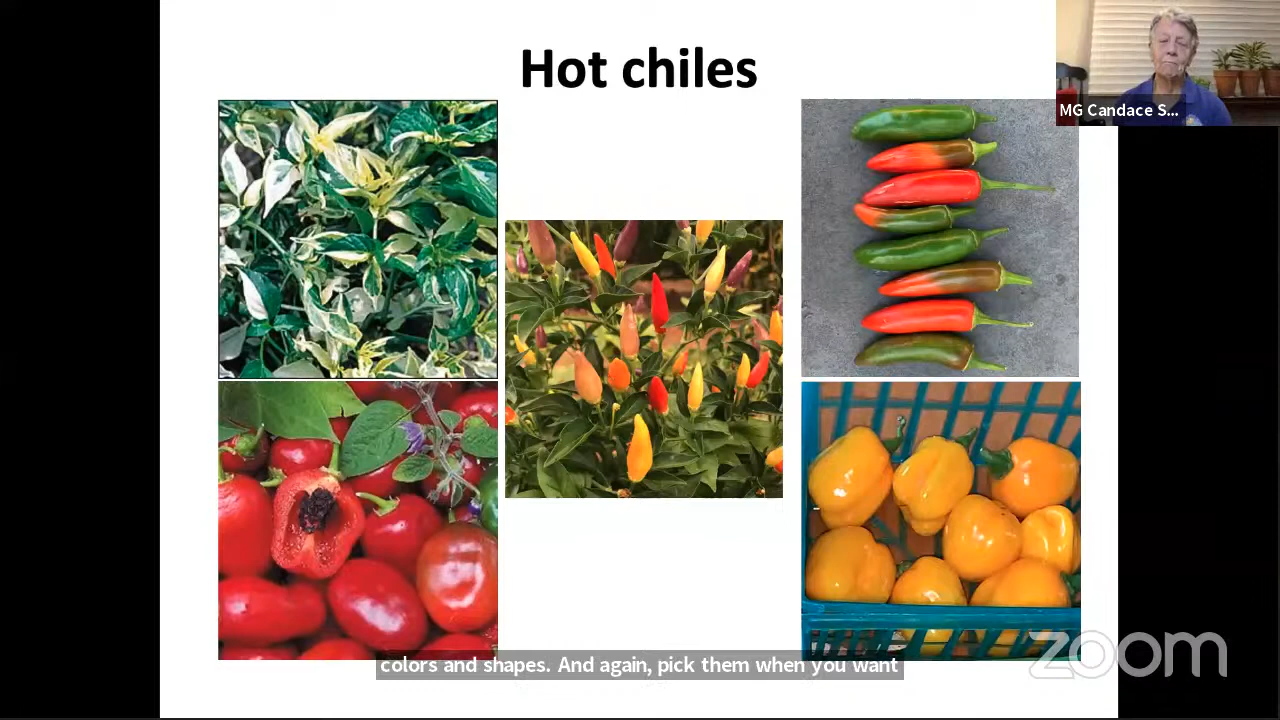 Hot chiles
MG Candace S...
colors and shapes. And again, pick them when you want
zoom